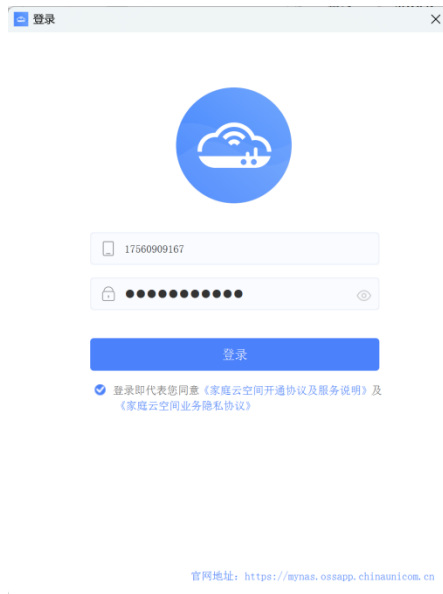 登录
17560909167
●●●●●●●●●●●
登录
登录即代表您同意《家庭云空间开通协议及服务说明》及
《家庭云空间业务隐私协议》
官网地址：https://mynas.ossapp.chinaunicom.cn